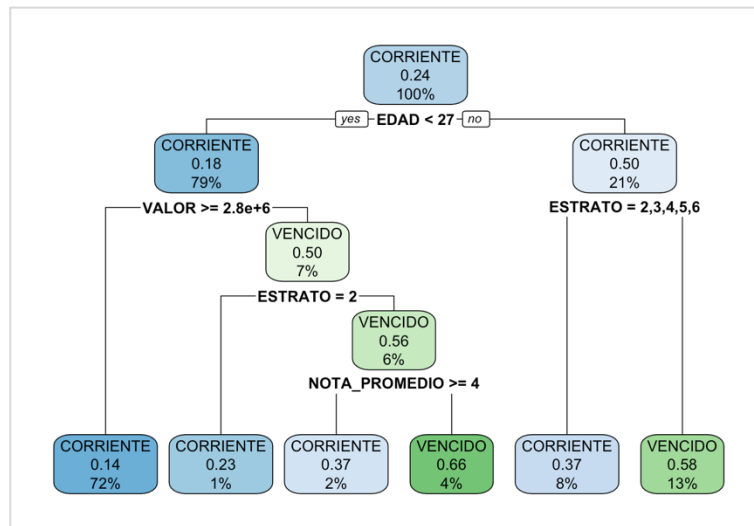 CORRIENTE
0.24
100%
yes EDAD < 27 no
CORRIENTE
0.18
79%
CORRIENTE
0.50
21%
VALOR >= 2.8e+6
ESTRATO = 2,3,4,5,6
VENCIDO
0.50
7%
ESTRATO = 2
VENCIDO
0.56
6%
NOTA_PROMEDIO >= 4
CORRIENTE
0.14
72%
CORRIENTE
0.23
1%
CORRIENTE
0.37
2%
VENCIDO
0.66
4%
CORRIENTE
0.37
8%
VENCIDO
0.58
13%